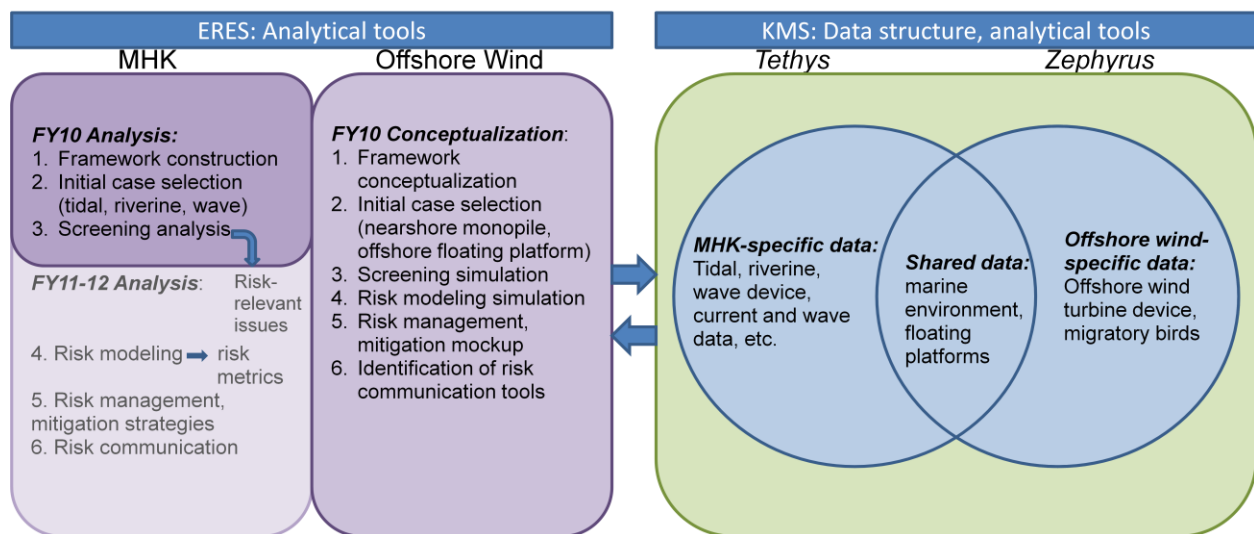 ERES: Analytical tools
MHK
Offshore Wind
FY10 Analysis:
1. Framework construction
2. Initial case selection
(tidal, riverine, wave)
3. Screening analysis
FY11-12 Analysis:
Risk-
relevant
issues
4. Risk modeling
risk
metrics
5. Risk management,
mitigation strategies
6. Risk communication
FY10 Conceptualization:
1. Framework
conceptualization
2. Initial case selection
(nearshore monopile,
offshore floating platform)
3. Screening simulation
4. Risk modeling simulation
5. Risk management,
mitigation mockup
6. Identification of risk
communication tools
KMS: Data structure, analytical tools
Tethys
Zephyrus
MHK-specific data:
Tidal, riverine,
wave device,
current and wave
data, etc.
Shared data:
marine
environment,
floating
platforms
Offshore wind-
specific data:
Offshore wind
turbine device,
migratory birds